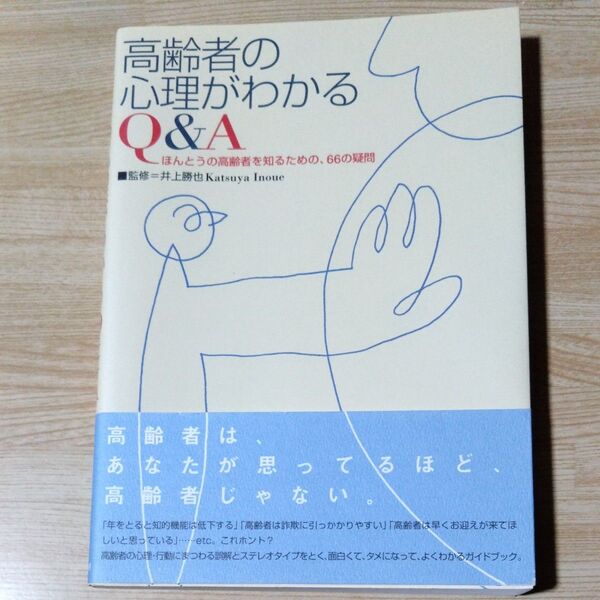 高齢者の
心理がわかる
Q&A
ほんとうの高齢者を知るための、66の疑問
■監修=井上勝也 Katsuya Inoue
高齢者は、
あなたが思ってるほど、
高齢者じゃない。
「年をとると知的機能は低下する」「高齢者は詐欺に引っかかりやすい」「高齢者は早くお迎えが来てほ
しいと思っている」……etc. これホント?
高齢者の心理・行動にまつわる誤解とステレオタイプをとく、面白くて、タメになって、よくわかるガイドブック。